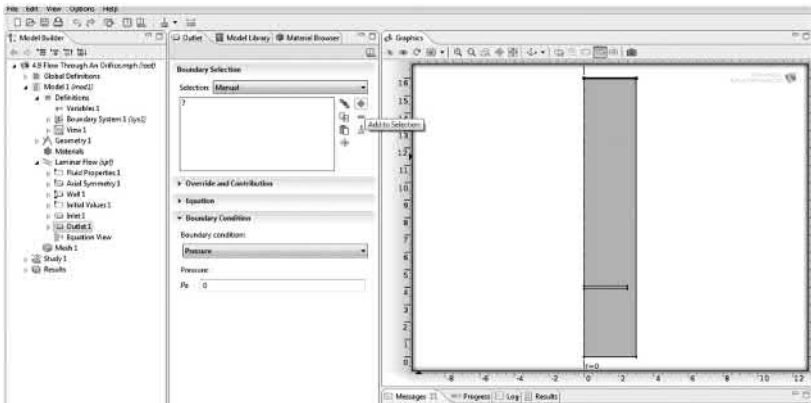 File Edit View Options Help
Model Builder
4.9 Flow Through An Orifice.mph (root)
Global Definitions
Model 1 (mod1)
Definitions
Variables 1
Boundary System 1 (sys1)
View 1
Geometry 1
Materials
Laminar Flow (spf)
Fluid Properties 1
Axial Symmetry 1
Wall 1
Initial Values 1
Inlet 1
Outlet 1
Equation View
Mesh 1
Study 1
Results
Outlet Model Library Material Browser
Boundary Selection
Selection: Manual
7
Add to Selection
Override and Contribution
Equation
Boundary Condition
Boundary condition:
Pressure
Pressure:
P₀ 0
Graphics
16
15
14
13
12
11
10
9
8
7
6
5
4
3
2
1
0
r=0
-8 -6 -4 -2 0 2 4 6 8 10 12
Messages Progress Log Results